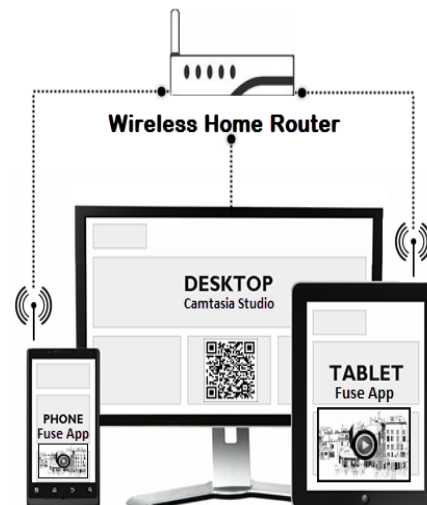 Wireless Home Router
DESKTOP
Camtasia Studio
PHONE
Fuse App
TABLET
Fuse App